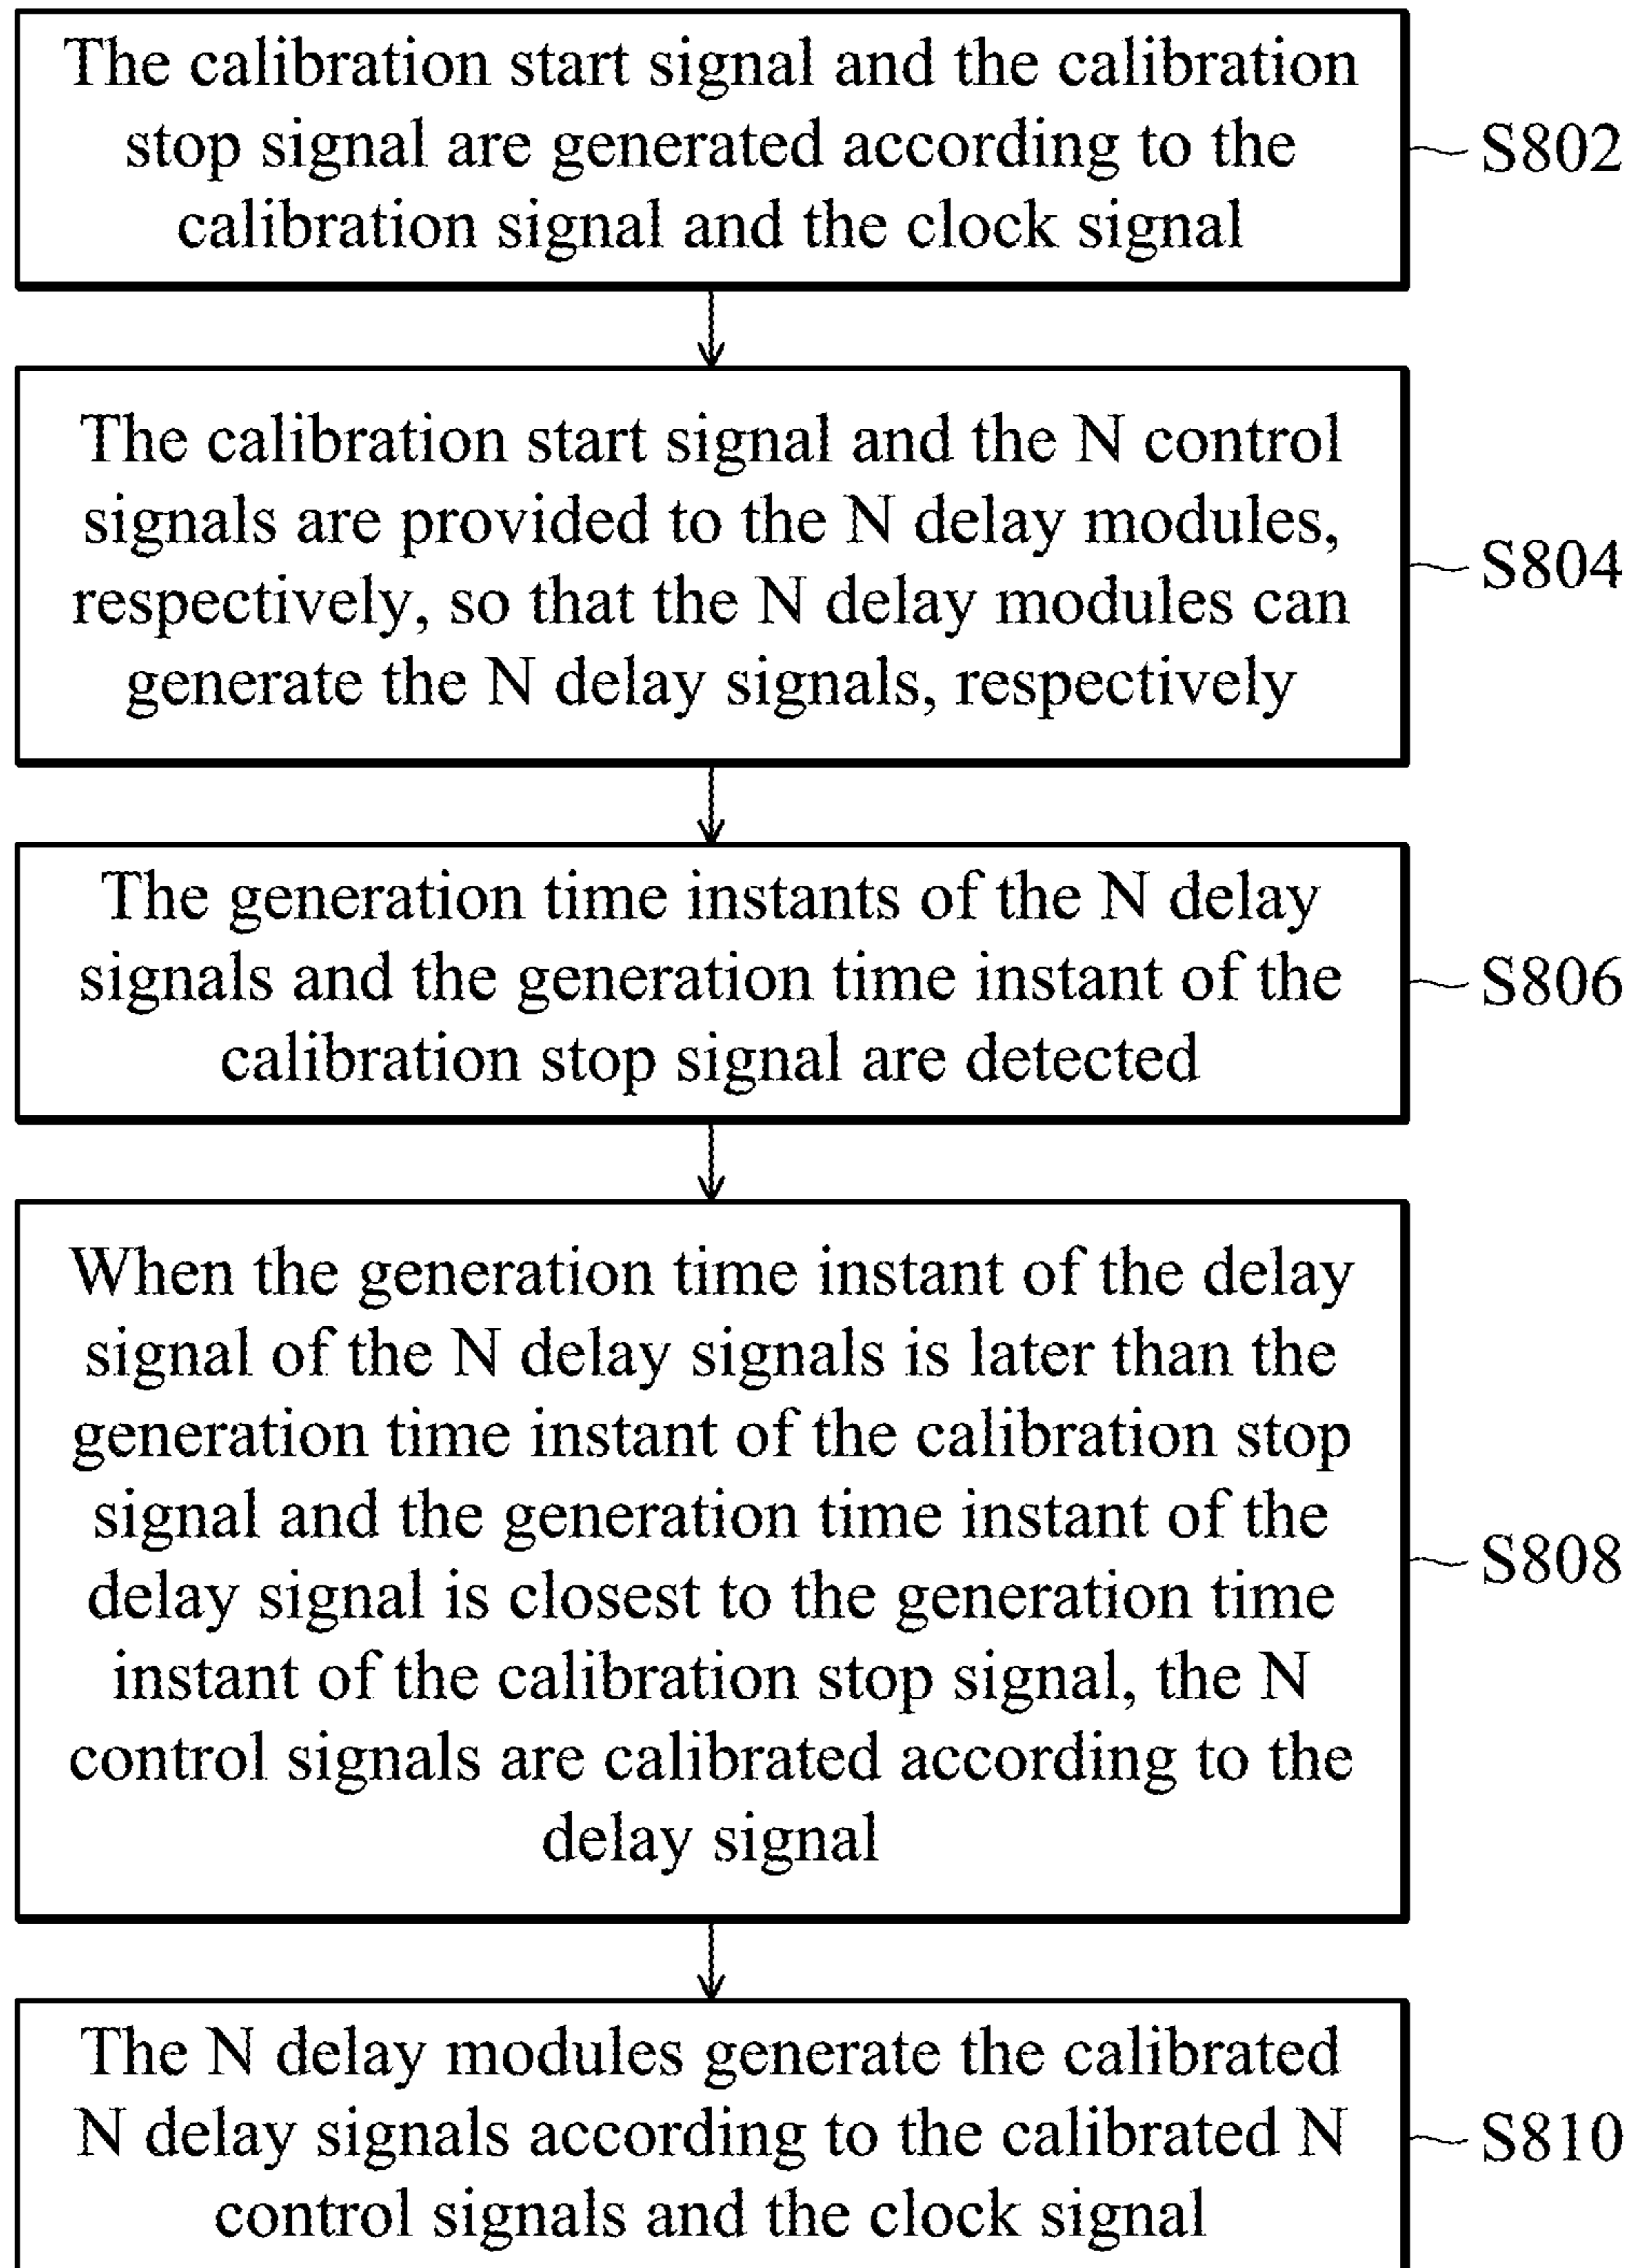 The calibration start signal and the calibration
stop signal are generated according to the
calibration signal and the clock signal
S802
The calibration start signal and the N control
signals are provided to the N delay modules,
respectively, so that the N delay modules can
generate the N delay signals, respectively
S804
The generation time instants of the N delay
signals and the generation time instant of the
calibration stop signal are detected
S806
When the generation time instant of the delay
signal of the N delay signals is later than the
generation time instant of the calibration stop
signal and the generation time instant of the
delay signal is closest to the generation time
instant of the calibration stop signal, the N
control signals are calibrated according to the
delay signal
S808
The N delay modules generate the calibrated
N delay signals according to the calibrated N
control signals and the clock signal
S810